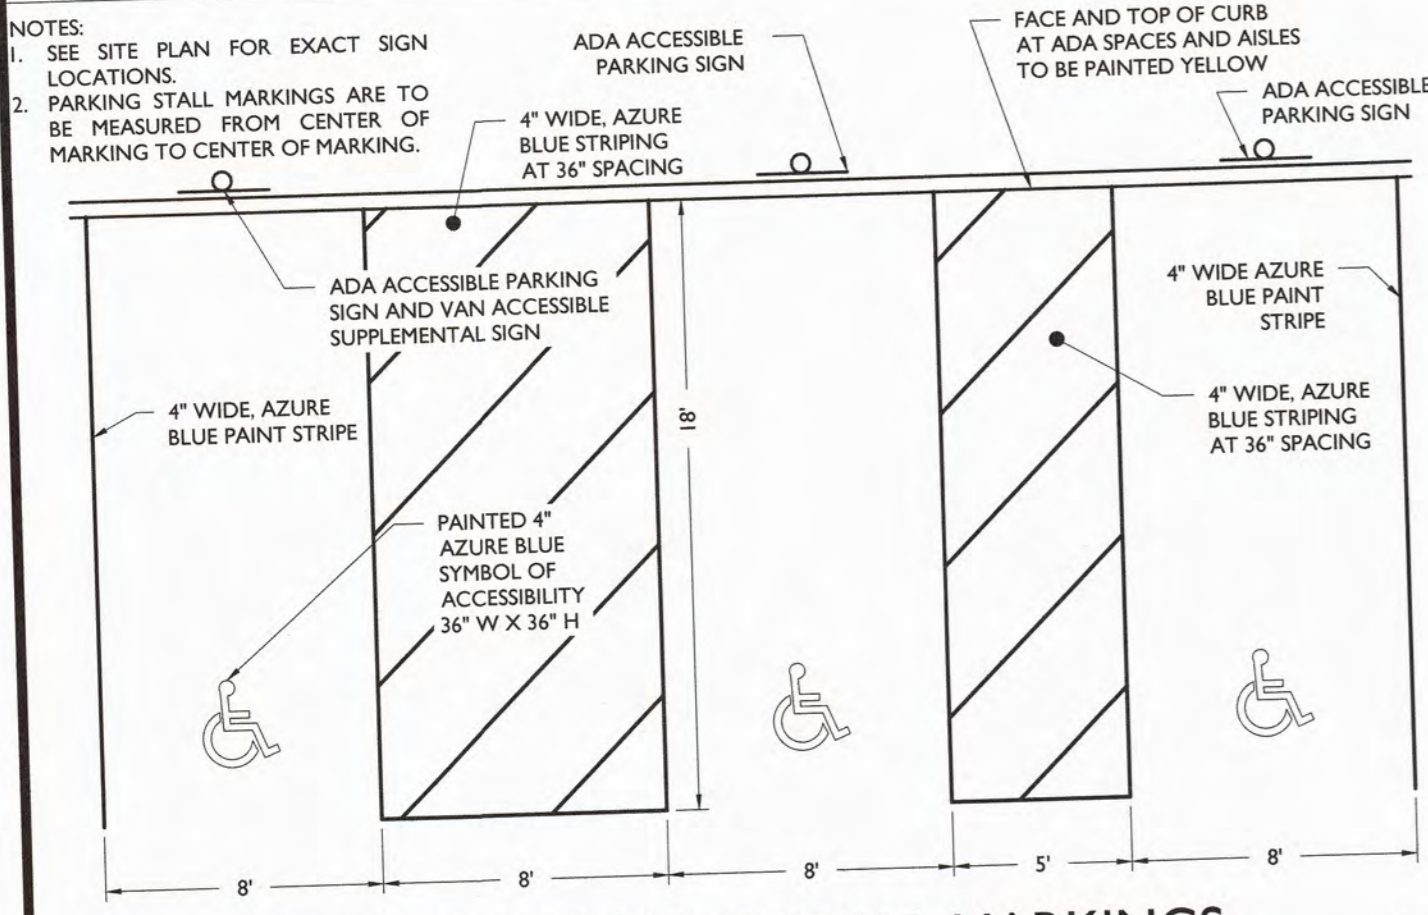 NOTES:
1. SEE SITE PLAN FOR EXACT SIGN
LOCATIONS.
2. PARKING STALL MARKINGS ARE TO
BE MEASURED FROM CENTER OF
MARKING TO CENTER OF MARKING.
ADA ACCESSIBLE
PARKING SIGN
4" WIDE, AZURE
BLUE STRIPING
AT 36" SPACING
FACE AND TOP OF CURB
AT ADA SPACES AND AISLES
TO BE PAINTED YELLOW
ADA ACCESSIBLE
PARKING SIGN
ADA ACCESSIBLE PARKING
SIGN AND VAN ACCESSIBLE
SUPPLEMENTAL SIGN
4" WIDE AZURE
BLUE PAINT
STRIPE
4" WIDE, AZURE
BLUE PAINT STRIPE
18'
4" WIDE, AZURE
BLUE STRIPING
AT 36" SPACING
PAINTED 4"
AZURE BLUE
SYMBOL OF
ACCESSIBILITY
36" W X 36" H
8'
8'
8'
5'
8'
MARKINGS